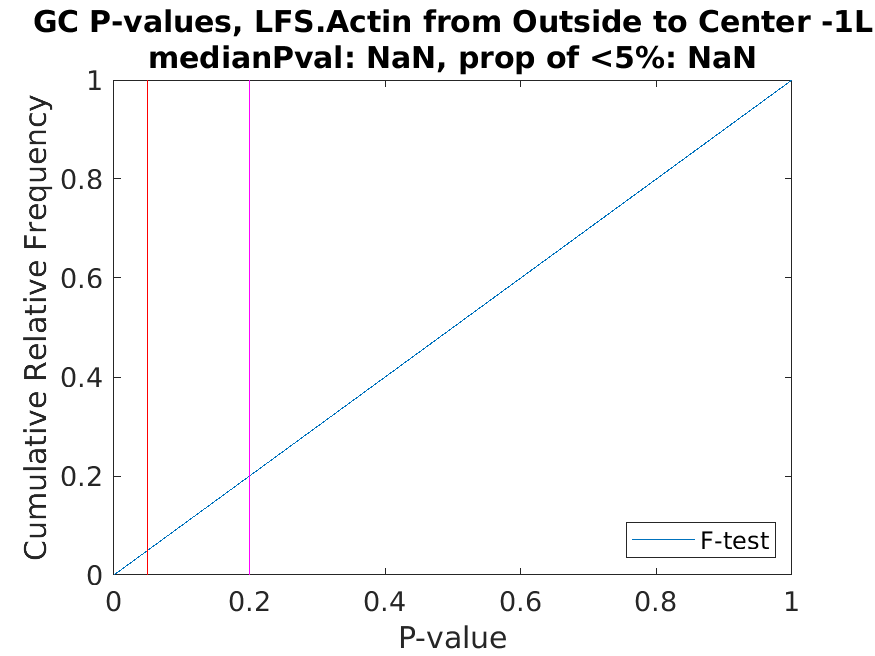 GC P-values, LFS.Actin from Outside to Center -1L
medianPval: NaN, prop of <5%: NaN
Cumulative Relative Frequency
1
0.8
0.6
0.4
0.2
0
F-test
0
0.2
0.4
0.6
0.8
1
P-value